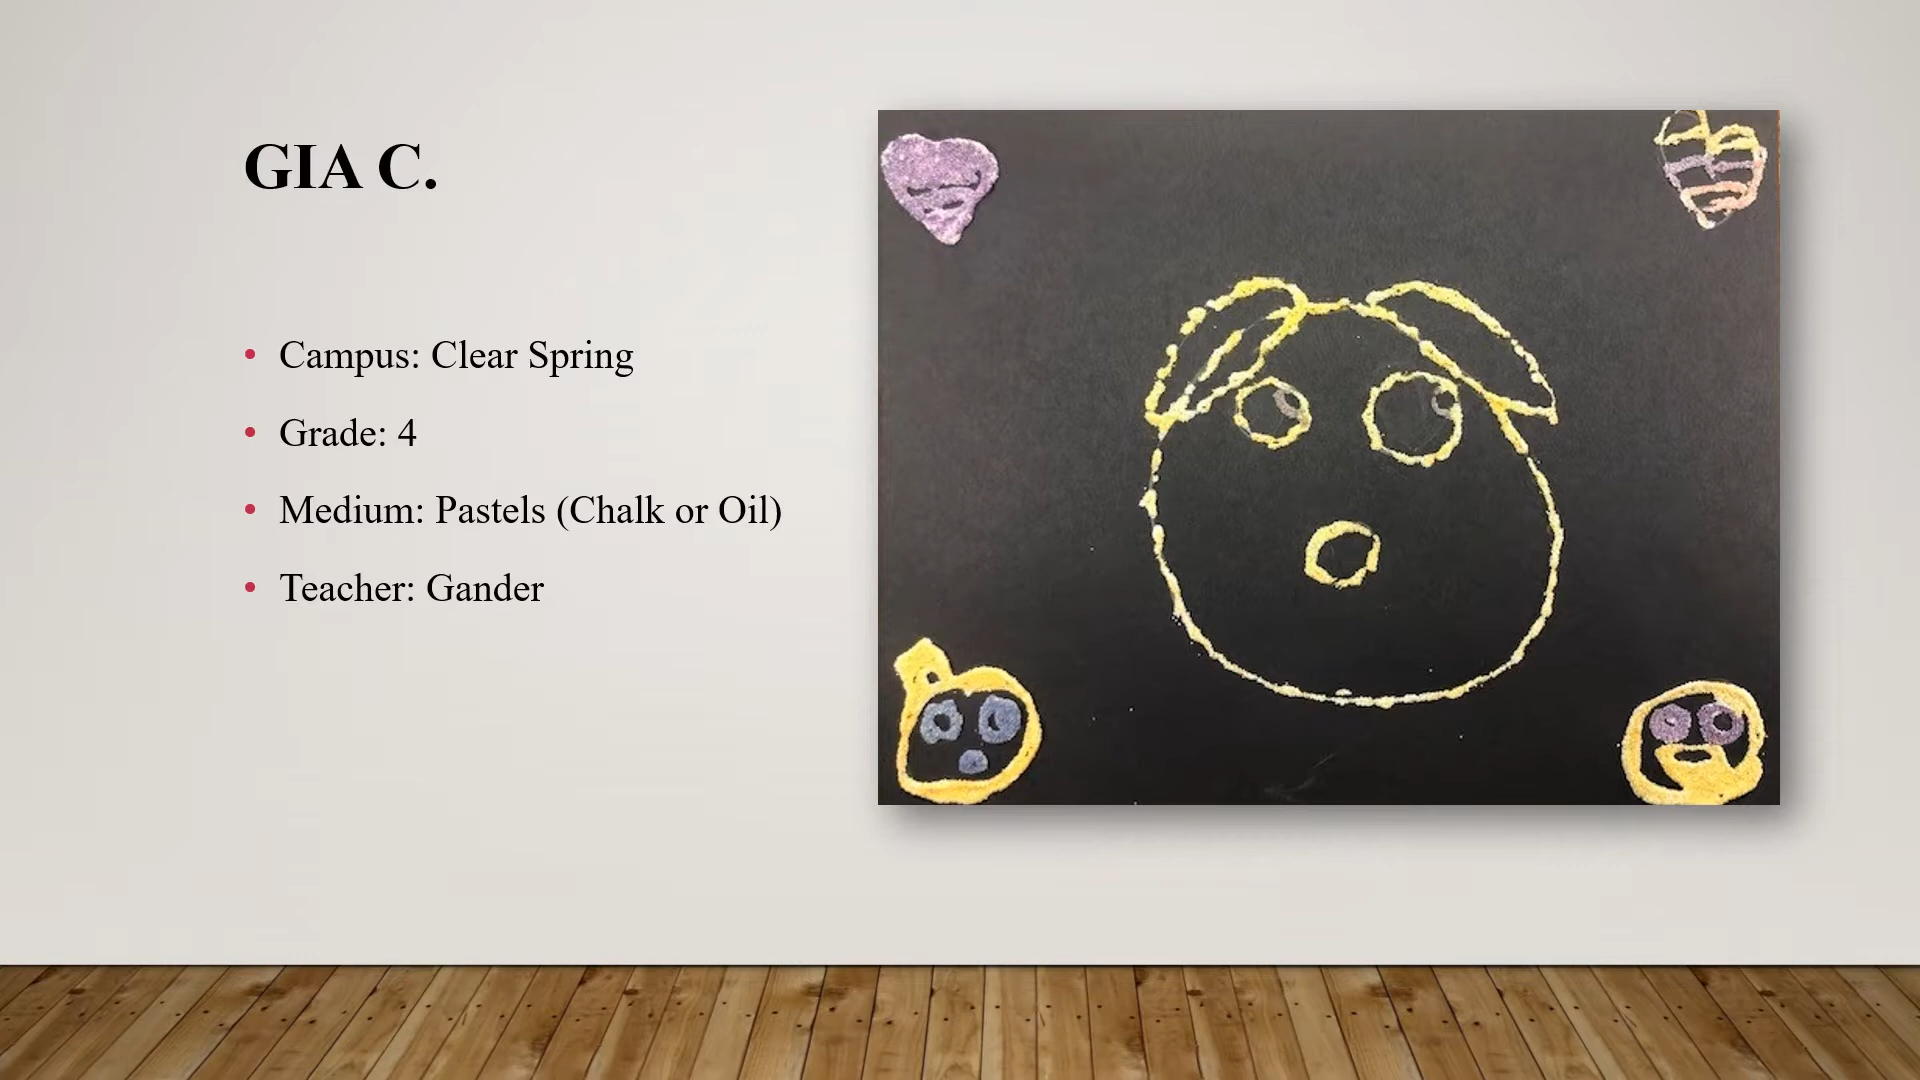 GIA C.
• Campus: Clear Spring
• Grade: 4
• Medium: Pastels (Chalk or Oil)
• Teacher: Gander